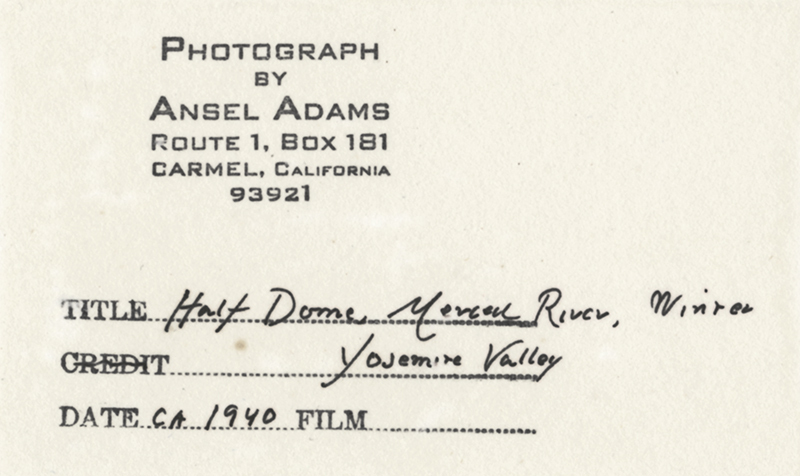 PHOTOGRAPH
BY
ANSEL ADAMS
ROUTE 1, BOX 181
CARMEL, CALIFORNIA
93921
TITLE Half Dome, Merced River, Winter
CREDIT Yosemite Valley
DATE CA 1940 FILM